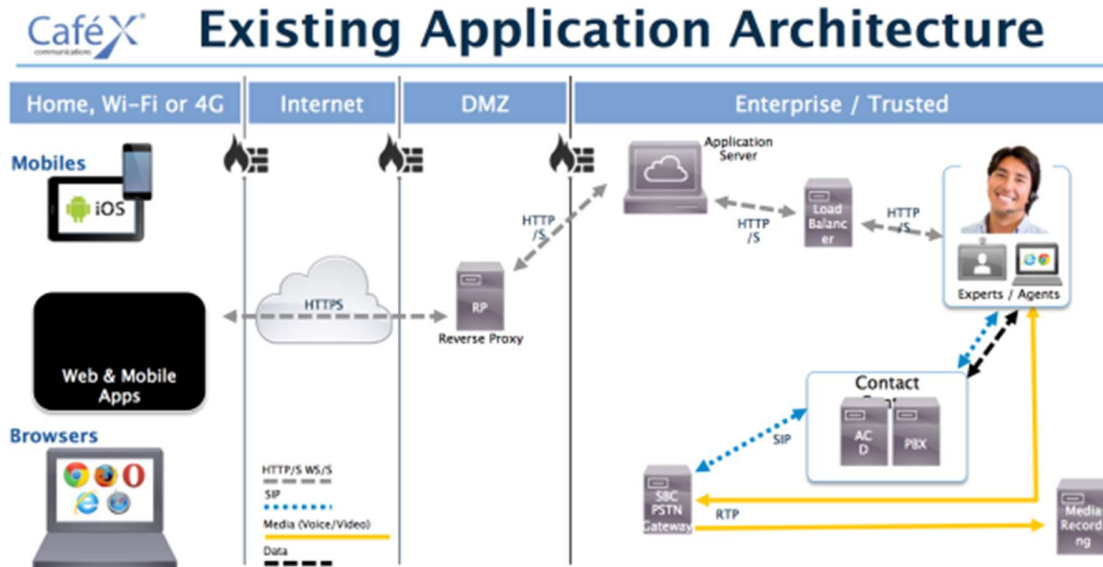 CaféX
communications
Existing Application Architecture
Home, Wi-Fi or 4G
Internet
DMZ
Enterprise / Trusted
Mobiles
iOS
Application
Server
HTTP
/S
HTTP
/S
Load
Balanc
er
HTTP
/S
Experts / Agents
HTTPS
RP
Reverse Proxy
Web & Mobile
Apps
Contact
AC
D
PBX
SIP
Browsers
HTTP/S WS/S
SIP
Media (Voice/Video)
Data
SBC
PSTN
Gateway
RTP
Media
Recordi
ng